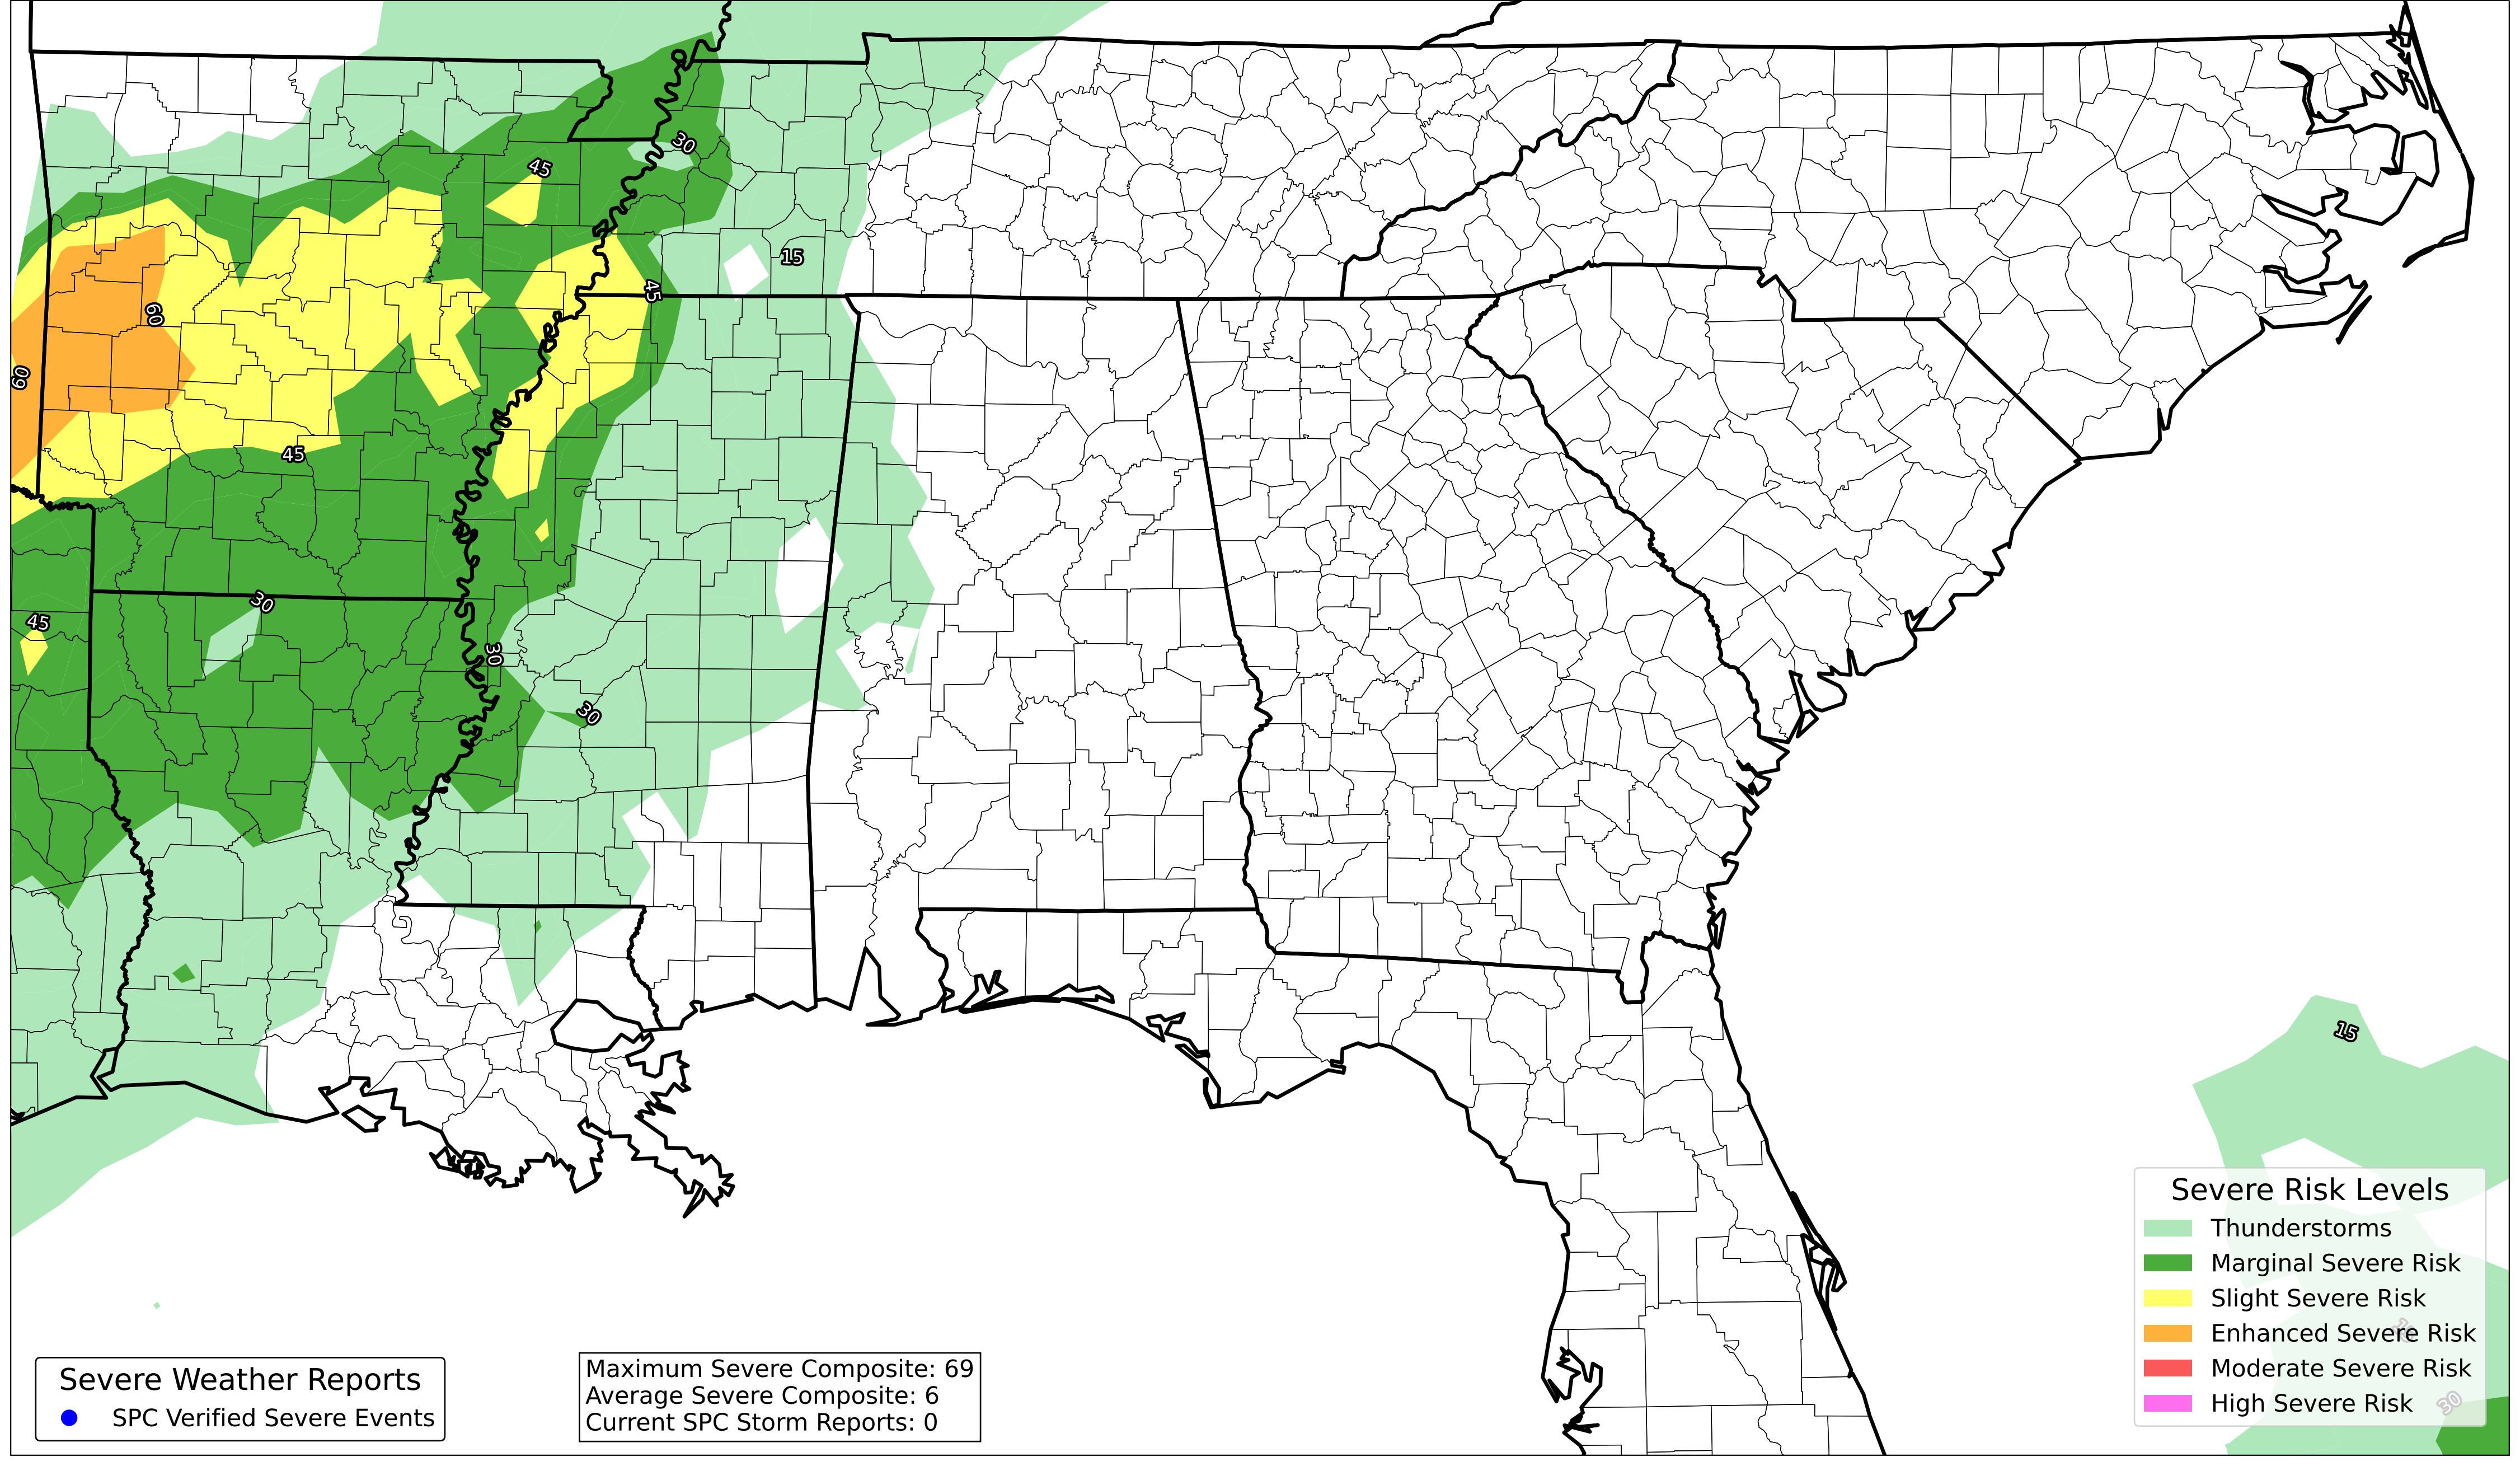 30
45
15
45
60
60
45
30
45
30
30
15
Severe Risk Levels
Thunderstorms
Marginal Severe Risk
Slight Severe Risk
Enhanced Severe Risk
Moderate Severe Risk
High Severe Risk
30
Severe Weather Reports
SPC Verified Severe Events
Maximum Severe Composite: 69
Average Severe Composite: 6
Current SPC Storm Reports: 0